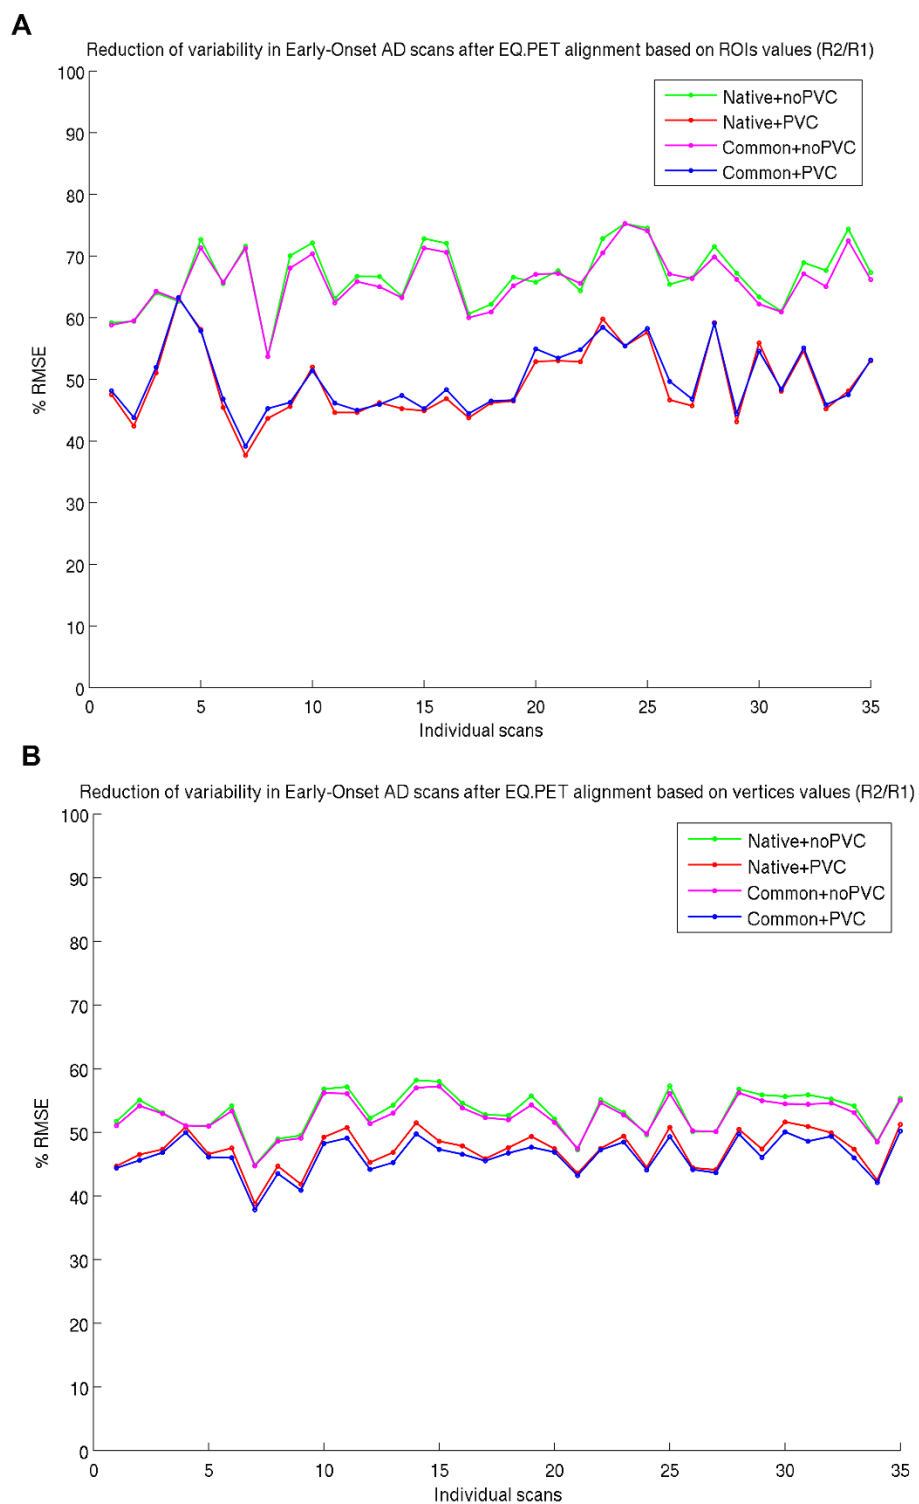 A
Reduction of variability in Early-Onset AD scans after EQ.PET alignment based on ROIs values (R2/R1)
100
90
80
70
60
50
40
30
20
10
0
% RMSE
Native+noPVC
Native+PVC
Common+noPVC
Common+PVC
0 5 10 15 20 25 30 35
Individual scans
B
Reduction of variability in Early-Onset AD scans after EQ.PET alignment based on vertices values (R2/R1)
100
90
80
70
60
50
40
30
20
10
0
% RMSE
Native+noPVC
Native+PVC
Common+noPVC
Common+PVC
0 5 10 15 20 25 30 35
Individual scans